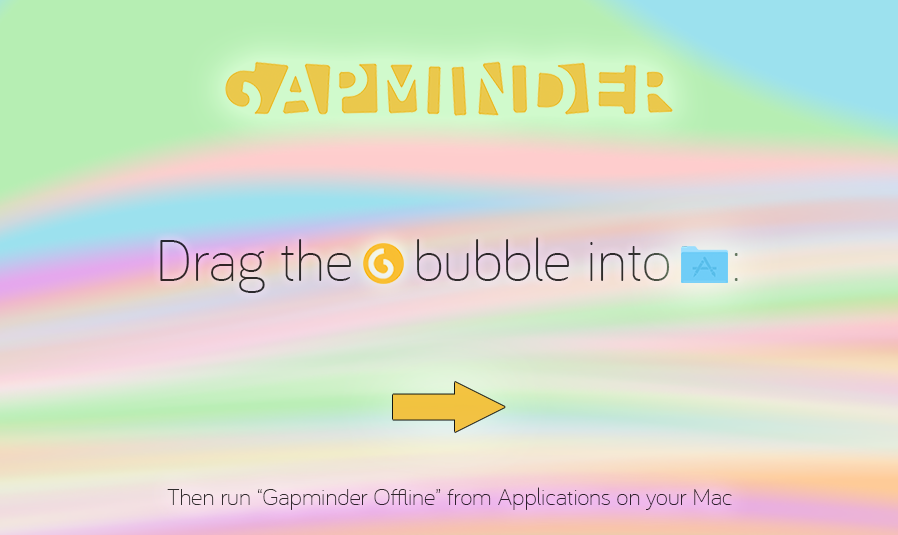 GAPMINDER
Drag the bubble into :
Then run “Gapminder Offline” from Applications on your Mac